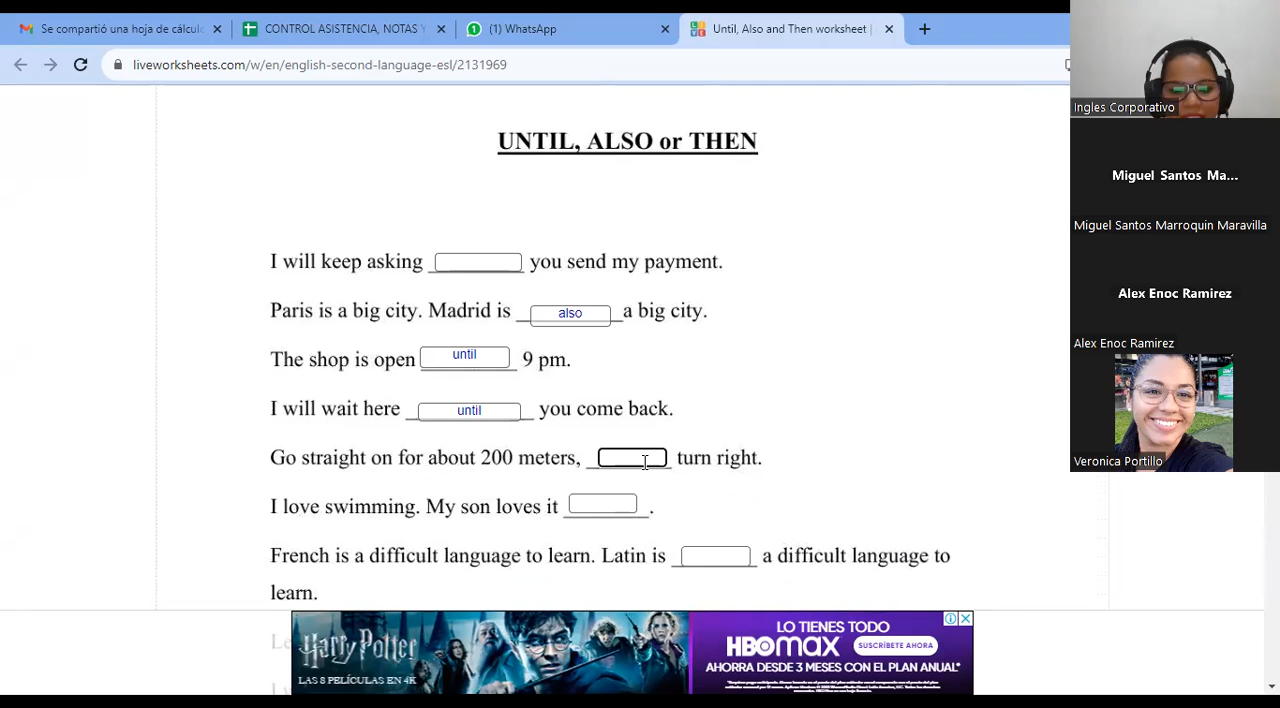 Se compartió una hoja de cálculo
CONTROL ASISTENCIA, NOTAS Y
(1) WhatsApp
Until, Also and Then worksheet |
liveworksheets.com/w/en/english-second-language-esl/2131969
Ingles Corporativo
UNTIL, ALSO or THEN
Miguel Santos Ma...
Miguel Santos Marroquin Maravilla
I will keep asking ______ you send my payment.
Paris is a big city. Madrid is also a big city.
Alex Enoc Ramirez
Alex Enoc Ramirez
The shop is open until 9 pm.
I will wait here until you come back.
Go straight on for about 200 meters, ______ turn right.
Veronica Portillo
I love swimming. My son loves it ______.
French is a difficult language to learn. Latin is ______ a difficult language to
learn.
Harry Potter
LAS 8 PELÍCULAS EN 4K
LO TIENES TODO
HBOMAX
SUSCRÍBETE AHORA
AHORRA DESDE 3 MESES CON EL PLAN ANUAL*